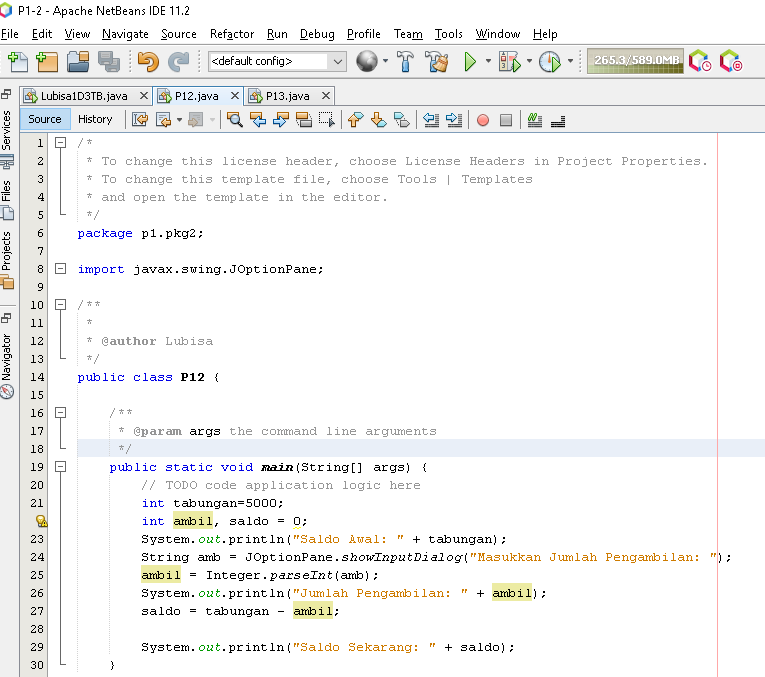 P1-2 - Apache NetBeans IDE 11.2
File Edit View Navigate Source Refactor Run Debug Profile Team Tools Window Help
<default config> 265.3/589.0MB
Lubisa1D3TB.java P12.java P13.java
Source History
Services
Files
Projects
Navigator
1 /*
2 * To change this license header, choose License Headers in Project Properties.
3 * To change this template file, choose Tools | Templates
4 * and open the template in the editor.
5 */
6 package p1.pkg2;
7
8 import javax.swing.JOptionPane;
9
10 /**
11 *
12 * @author Lubisa
13 */
14 public class P12 {
15
16 /**
17 * @param args the command line arguments
18 */
19 public static void main(String[] args) {
20 // TODO code application logic here
21 int tabungan=5000;
int ambil, saldo = 0;
23 System.out.println("Saldo Awal: " + tabungan);
24 String amb = JOptionPane.showInputDialog("Masukkan Jumlah Pengambilan: ");
25 ambil = Integer.parseInt(amb);
26 System.out.println("Jumlah Pengambilan: " + ambil);
27 saldo = tabungan - ambil;
28
29 System.out.println("Saldo Sekarang: " + saldo);
30 }